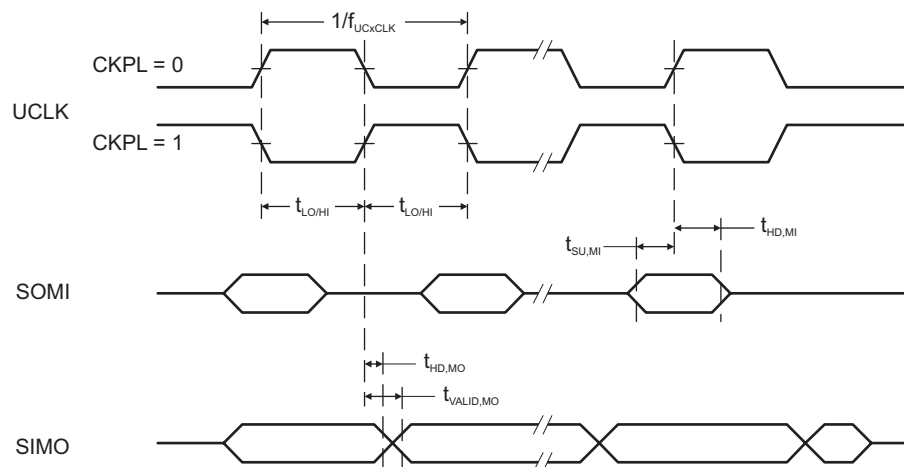 1/fUCxCLK
CKPL = 0
UCLK
CKPL = 1
tLO/HI tLO/HI
tHD,MI
tSU,MI
SOMI
tHD,MO
tVALID,MO
SIMO